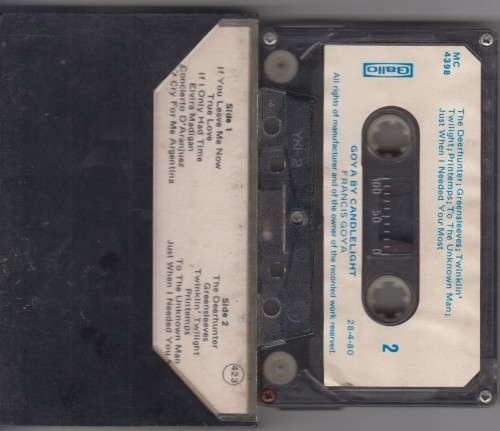 Side 1
If You Leave Me Now
True Love
If I Only Had Time
Elvira Madigan
Concierto D'Aranjuez
Cry For Me Argentina
Side 2
The Deerhunter
Greensleeves
Twinklin' Twilight
Printemps
To The Unknown Man
Just When I Needed You
423
MC
4398
Gallo
The Deerhunter; Greensleeves; Twinklin'
Twilight; Printemps; To The Unknown Man;
Just When I Needed Your Most
100 50 0
GOYA BY CANDLELIGHT
FRANCIS GOYA
28-4-80
2
All rights of manufacturer and of the owner of the recorded work reserved.